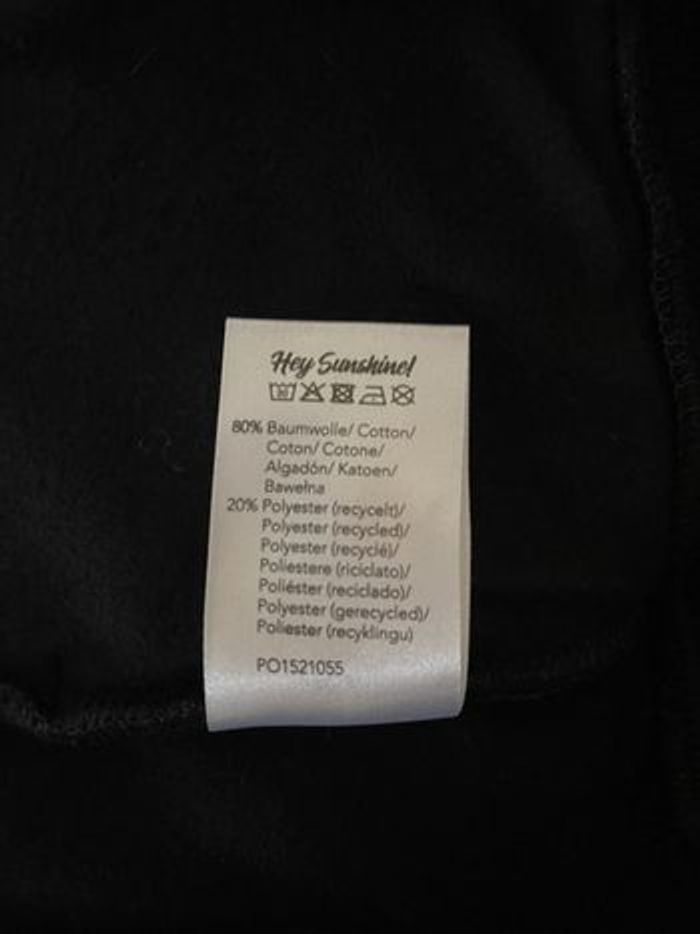 Hey Sunshine!
80% Baumwolle/ Cotton/
Coton/ Cotone/
Algadón/ Katoen/
Bawełna
20% Polyester (recycelt)/
Polyester (recycled)/
Polyester (recyclé)/
Poliestere (riciclato)/
Poliéster (reciclado)/
Polyester (gerecycled)/
Poliester (recyklingu)
PO1521055